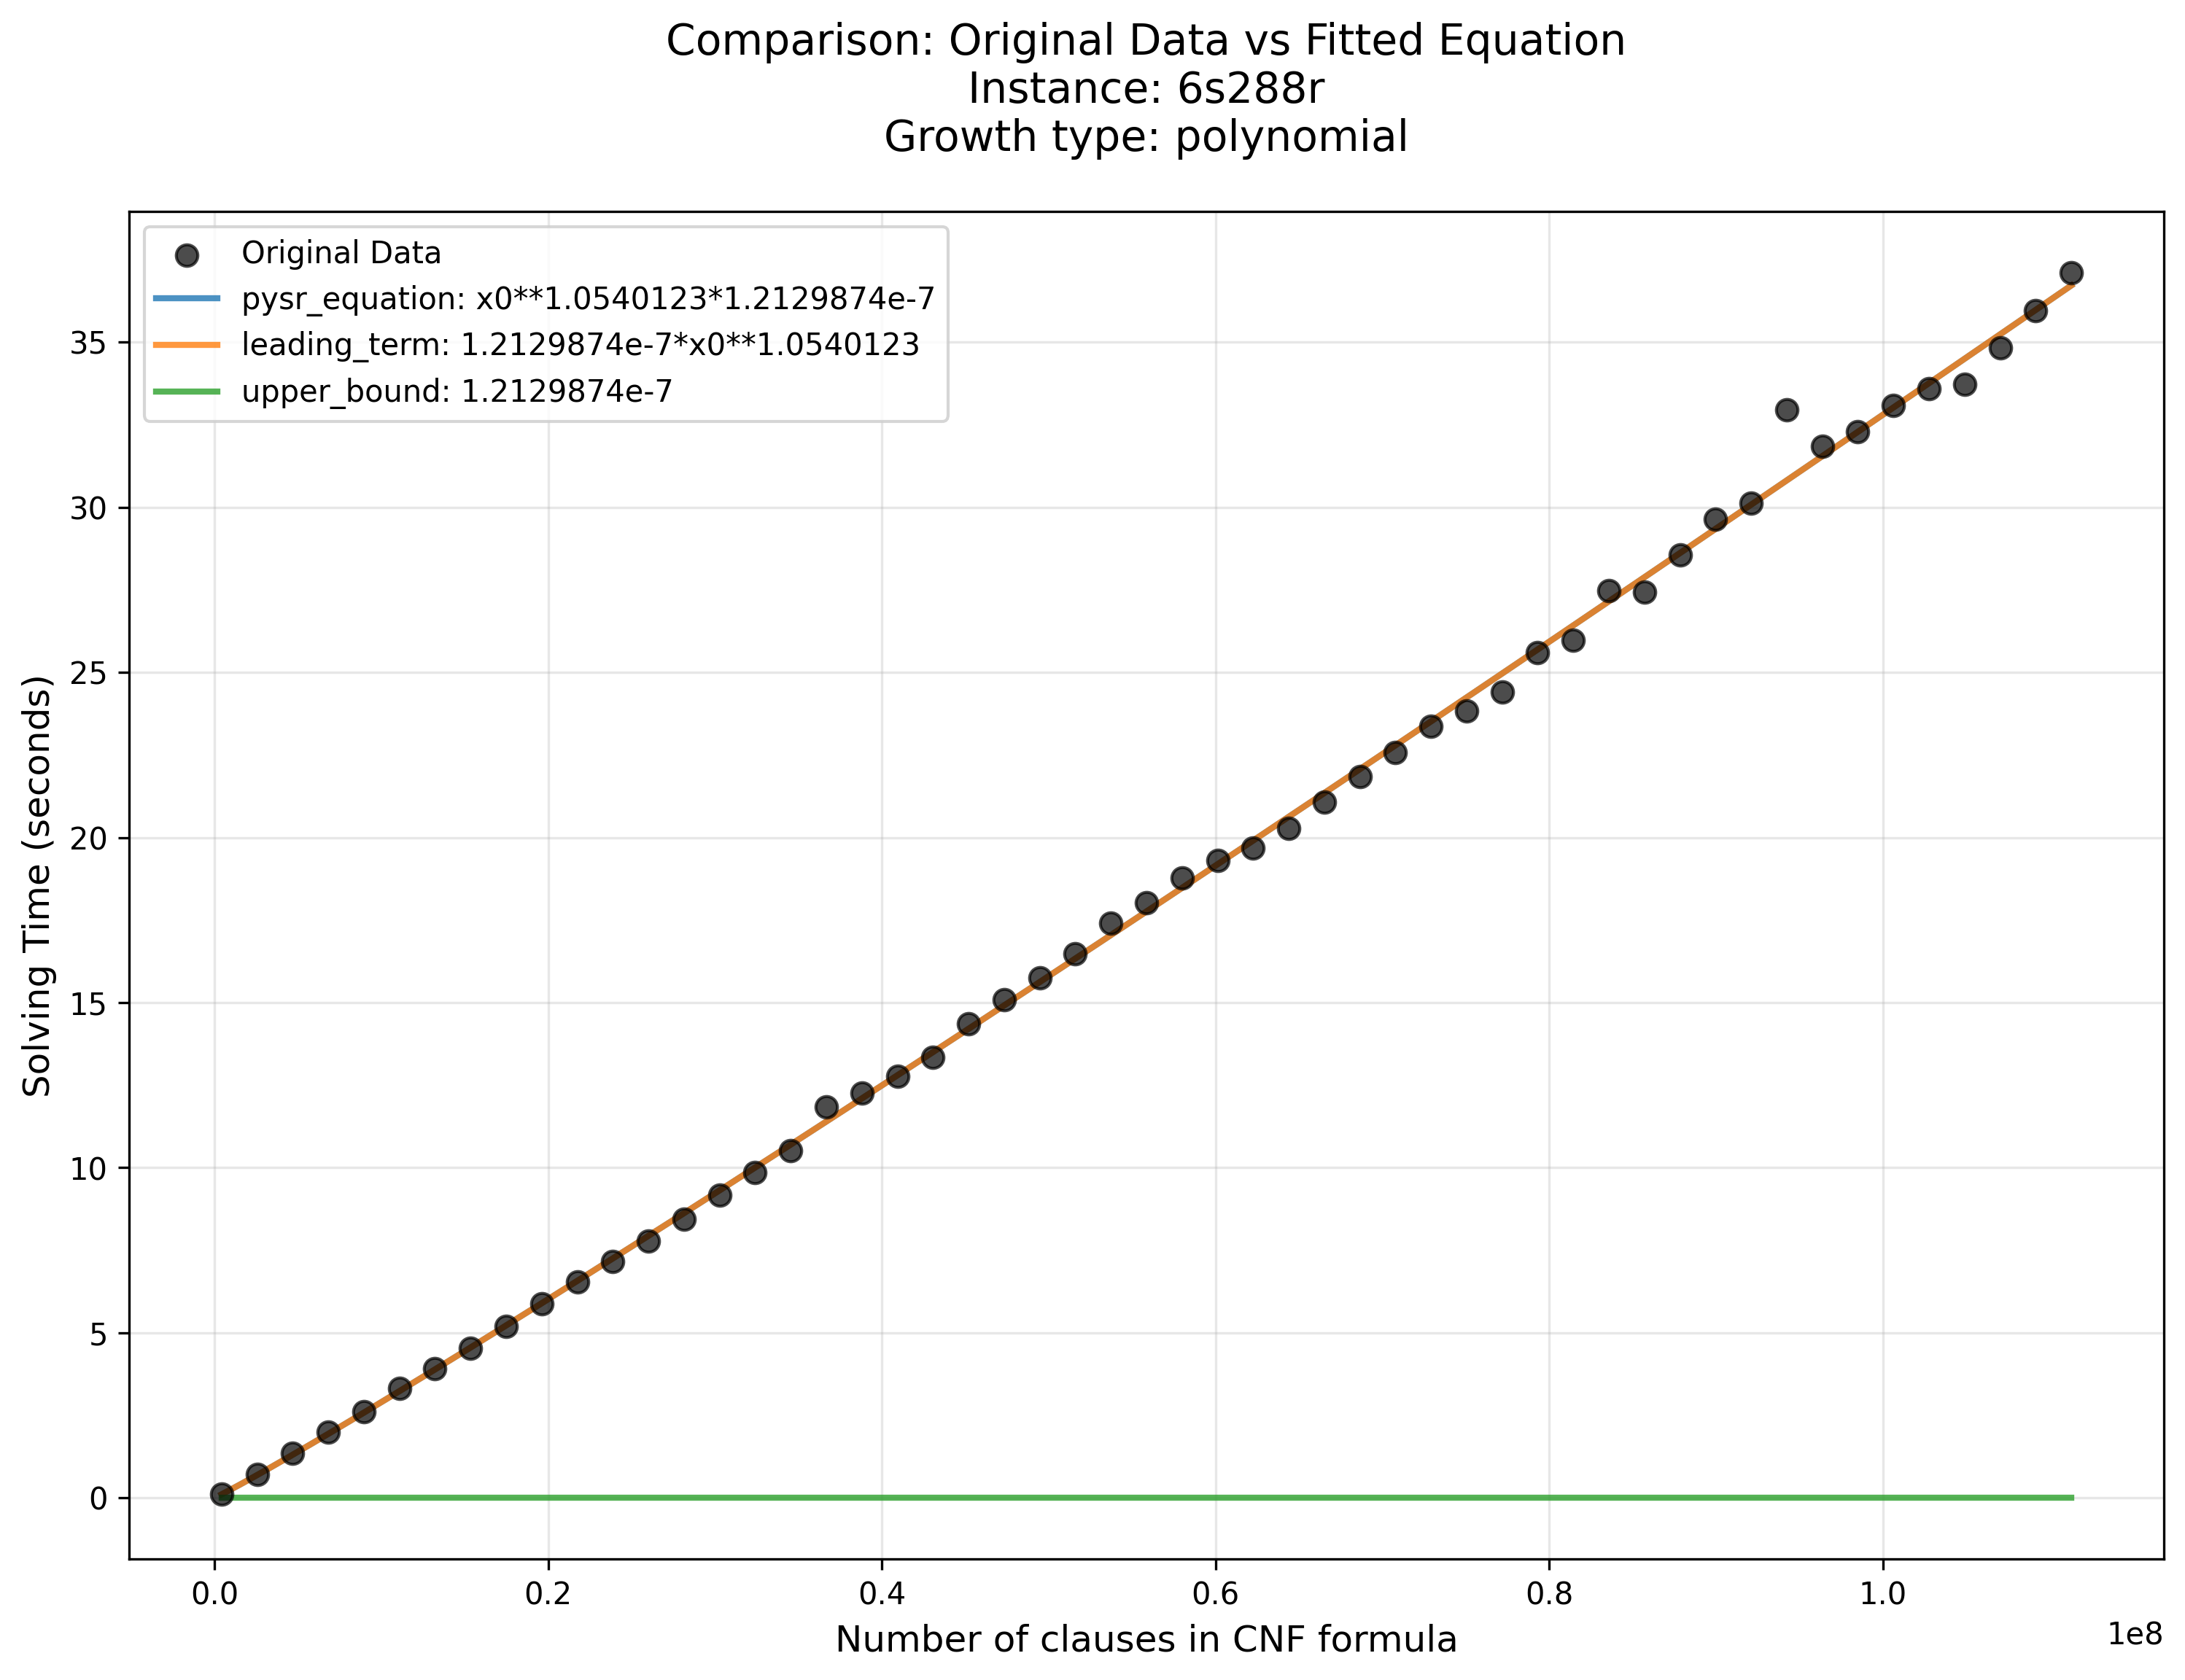 Comparison: Original Data vs Fitted Equation
Instance: 6s288r
Growth type: polynomial
Original Data
pysr_equation: x0**1.0540123*1.2129874e-7
leading_term: 1.2129874e-7*x0**1.0540123
upper_bound: 1.2129874e-7
Solving Time (seconds)
35
30
25
20
15
10
5
0
0.0 0.2 0.4 0.6 0.8 1.0
1e8
Number of clauses in CNF formula